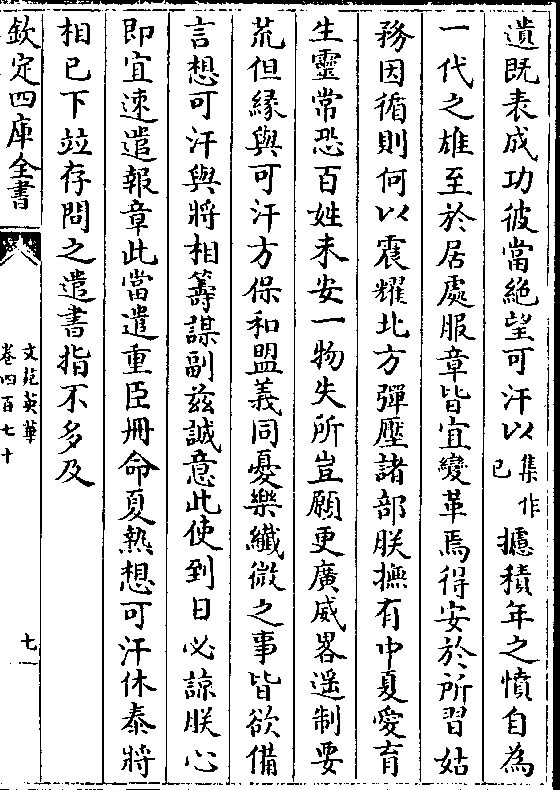 遺既表成功彼當絶望可汗以集作已攄積年之憤自為
一代之雄至於居處服章皆宜變革焉得安於所習姑
務因循則何以震耀北方彈壓諸部朕撫有中夏愛育
生靈常恐百姓未安一物失所豈願更廣威畧遥制要
荒但緣與可汗方保和盟義同憂樂纖微之事皆欲備
言想可汗與將相籌謀副兹誠意此使到日必諒朕心
即宜速遣報章此當遣重臣冊命夏熱想可汗休泰將
相已下竝存問之遣書指不多及
欽定四庫全書
文苑英華
卷四百七十
七